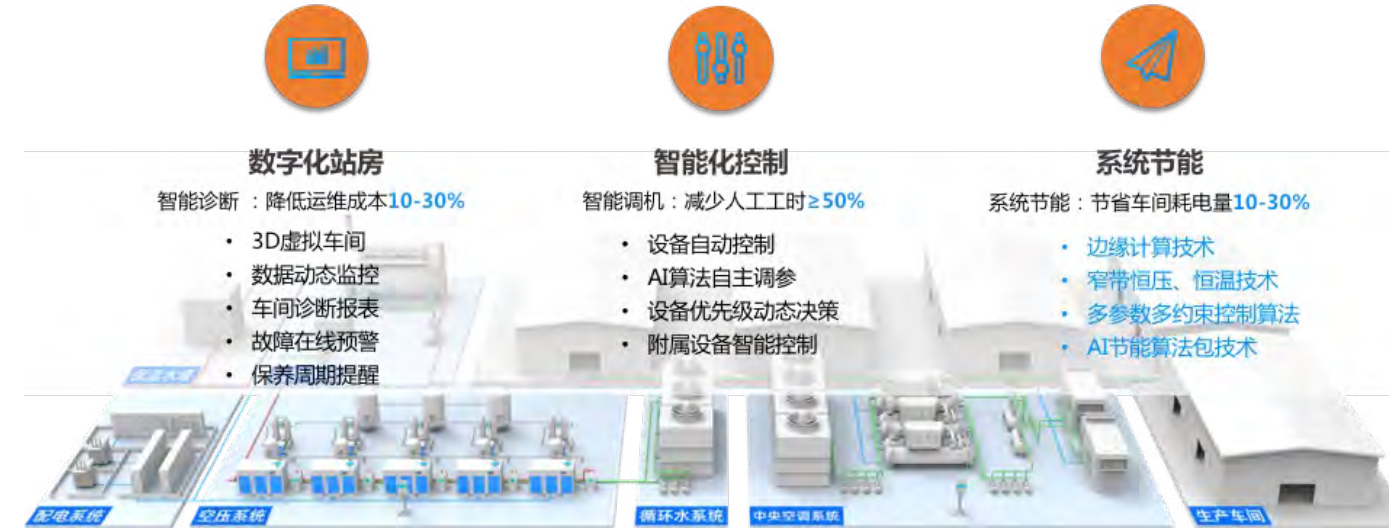 数字化站房
智能诊断 ：降低运维成本10-30%
• 3D虚拟车间
• 数据动态监控
• 车间诊断报表
• 故障在线预警
• 保养周期提醒
智能化控制
智能调机：减少人工工时≥50%
• 设备自动控制
• AI算法自主调参
• 设备优先级动态决策
• 附属设备智能控制
系统节能
系统节能：节省车间耗电量10-30%
• 边缘计算技术
• 窄带恒压、恒温技术
• 多参数多约束控制算法
• AI节能算法包技术
配电系统
空压系统
循环水系统
中央空调系统
生产车间